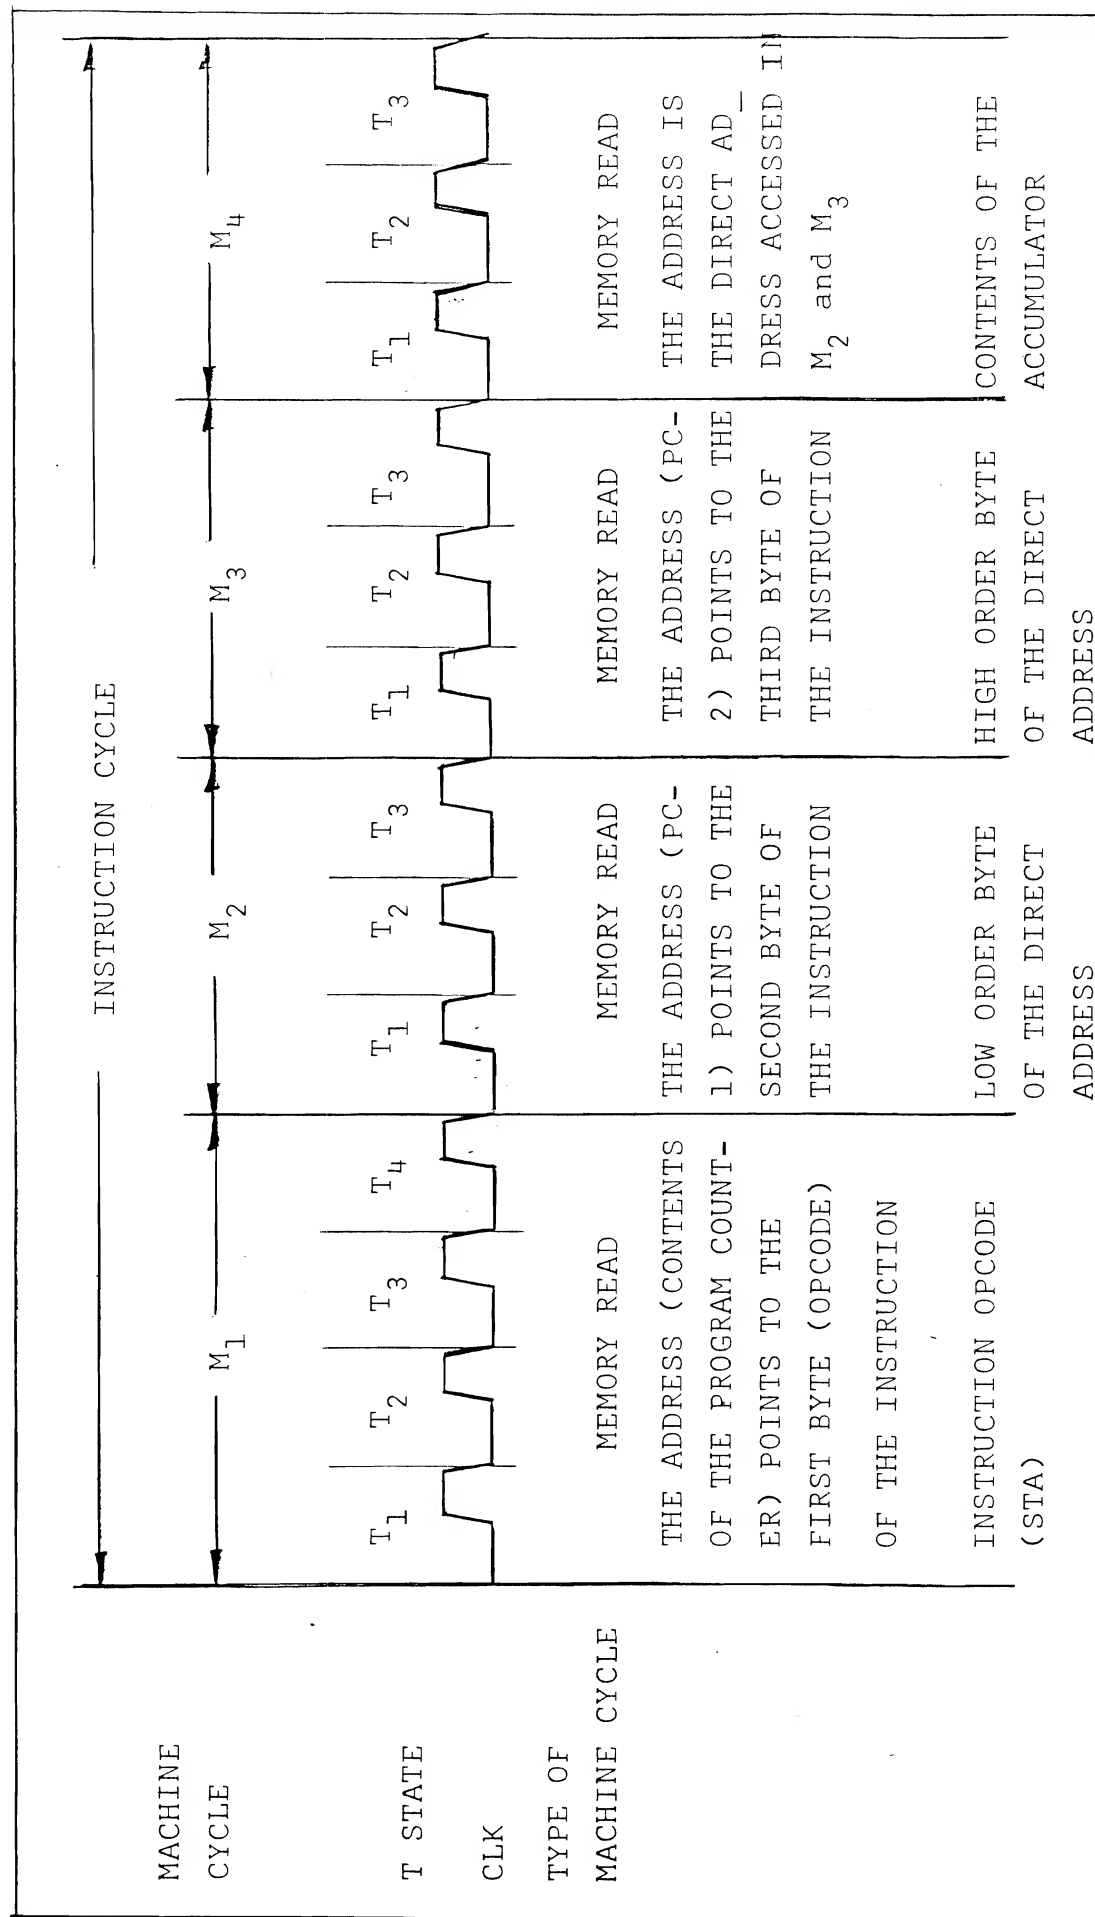 INSTRUCTION CYCLE
MACHINE
CYCLE
M1
M2
M3
M4
T STATE
T1
T2
T3
T4
T1
T2
T3
T1
T2
T3
T1
T2
T3
CLK
TYPE OF
MACHINE CYCLE
MEMORY READ
THE ADDRESS (CONTENTS
OF THE PROGRAM COUNT-
ER) POINTS TO THE
FIRST BYTE (OPCODE)
OF THE INSTRUCTION
INSTRUCTION OPCODE
(STA)
MEMORY READ
THE ADDRESS (PC-
1) POINTS TO THE
SECOND BYTE OF
THE INSTRUCTION
LOW ORDER BYTE
OF THE DIRECT
ADDRESS
MEMORY READ
THE ADDRESS (PC-
2) POINTS TO THE
THIRD BYTE OF
THE INSTRUCTION
HIGH ORDER BYTE
OF THE DIRECT
ADDRESS
MEMORY READ
THE ADDRESS IS
THE DIRECT AD_
DRESS ACCESSED IN
M2 and M3
CONTENTS OF THE
ACCUMULATOR